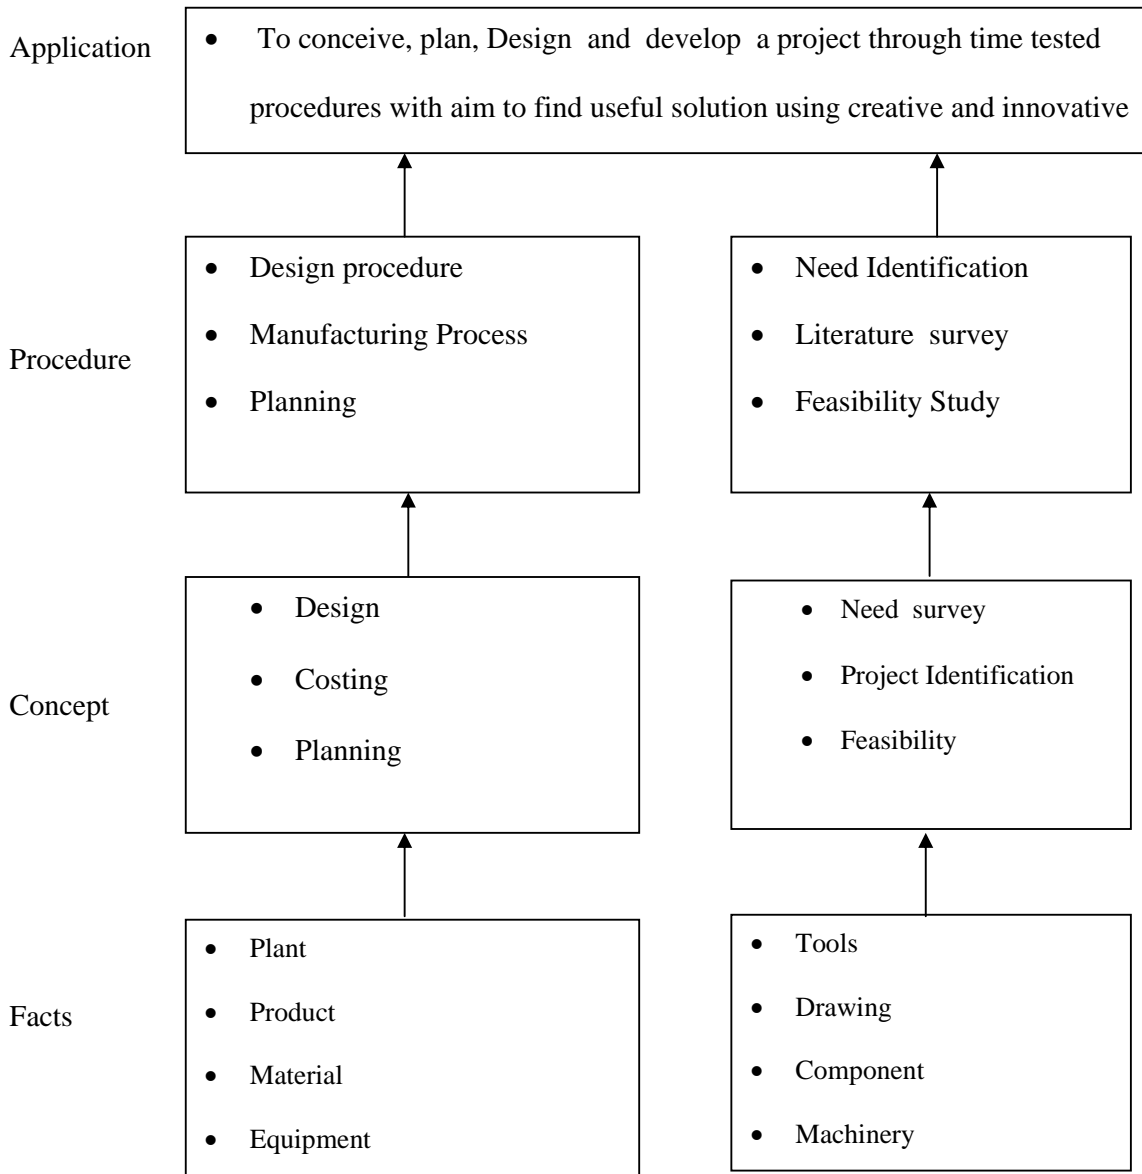 Application
• To conceive, plan, Design and develop a project through time tested
procedures with aim to find useful solution using creative and innovative
Procedure
• Design procedure
• Manufacturing Process
• Planning
• Need Identification
• Literature survey
• Feasibility Study
Concept
• Design
• Costing
• Planning
• Need survey
• Project Identification
• Feasibility
Facts
• Plant
• Product
• Material
• Equipment
• Tools
• Drawing
• Component
• Machinery